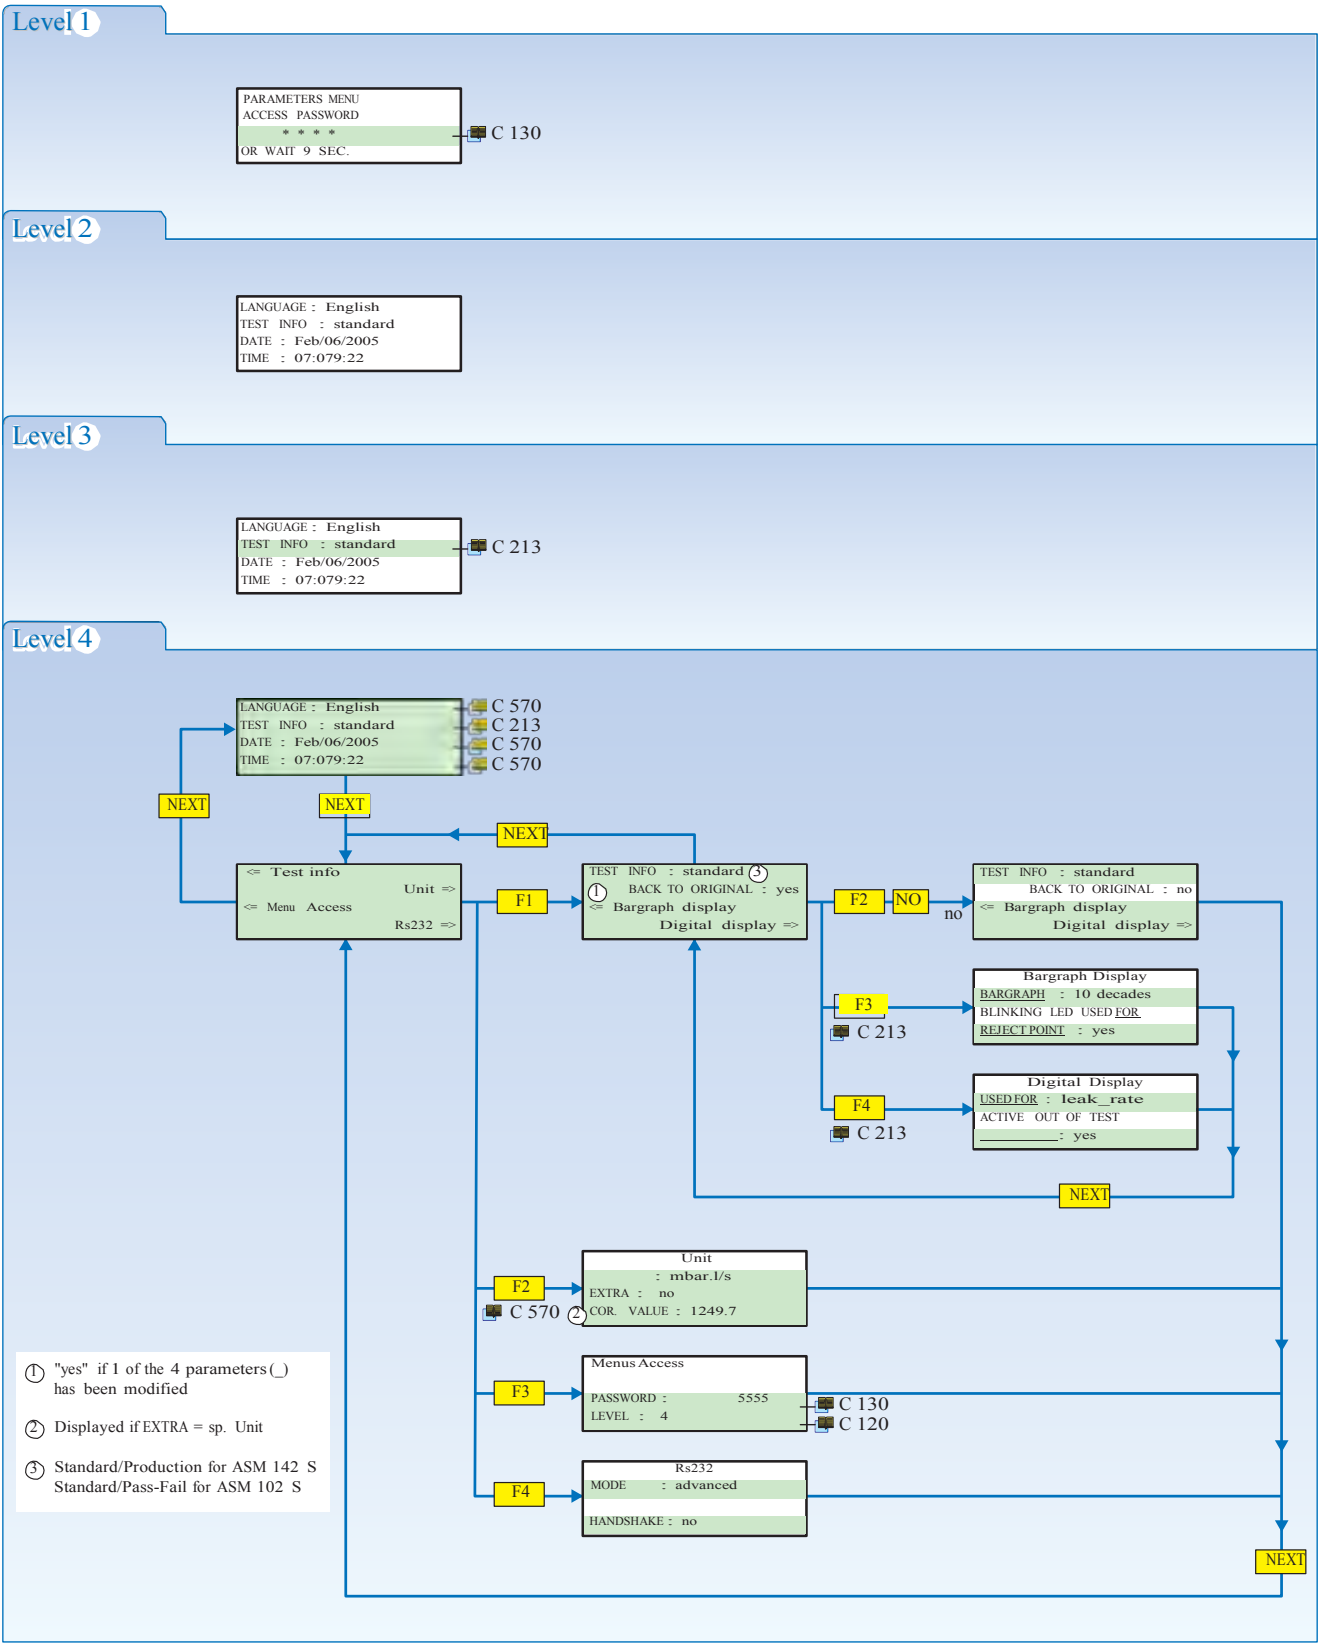 Level 1
PARAMETERS MENU
ACCESS PASSWORD
* * * *
C 130
OR WAIT 9 SEC.
Level 2
LANGUAGE : English
TEST INFO : standard
DATE : Feb/06/2005
TIME : 07:079:22
Level 3
LANGUAGE : English
TEST INFO : standard
C 213
DATE : Feb/06/2005
TIME : 07:079:22
Level 4
LANGUAGE : English
C 570
TEST INFO : standard
C 213
DATE : Feb/06/2005
C 570
TIME : 07:079:22
C 570
NEXT
NEXT
NEXT
<= Test info
Unit =>
<= Menu Access
Rs232 =>
F1
TEST INFO : standard 3
1 BACK TO ORIGINAL : yes
<= Bargraph display
Digital display =>
F2
NO
no
TEST INFO : standard
BACK TO ORIGINAL : no
<= Bargraph display
Digital display =>
F3
C 213
Bargraph Display
BARGRAPH : 10 decades
BLINKING LED USED FOR
REJECT POINT : yes
F4
C 213
Digital Display
USED FOR : leak_rate
ACTIVE OUT OF TEST
________ : yes
NEXT
F2
C 570
Unit
: mbar.l/s
EXTRA : no
2 COR. VALUE : 1249.7
F3
Menus Access
PASSWORD : 5555
C 130
LEVEL : 4
C 120
F4
Rs232
MODE : advanced
HANDSHAKE : no
NEXT
1 "yes" if 1 of the 4 parameters (_)
has been modified
2 Displayed if EXTRA = sp. Unit
3 Standard/Production for ASM 142 S
Standard/Pass-Fail for ASM 102 S